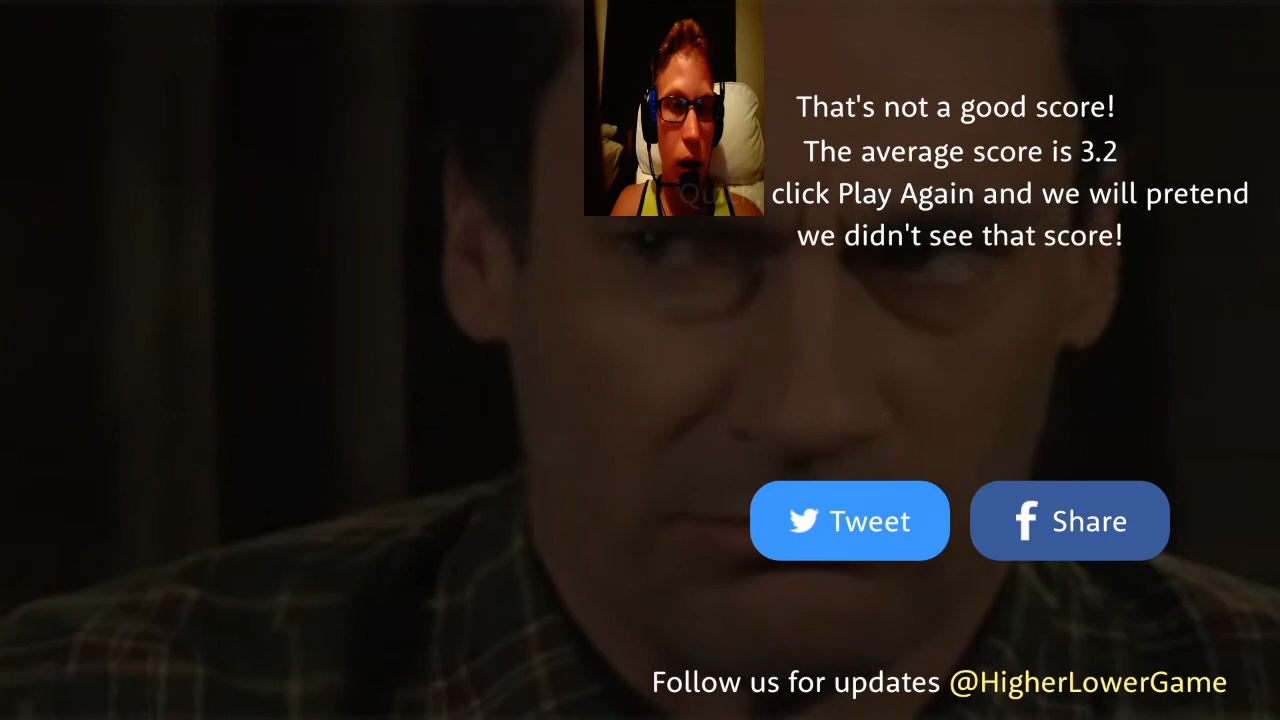 That's not a good score!
The average score is 3.2
click Play Again and we will pretend
we didn't see that score!
Tweet
Share
Follow us for updates @HigherLowerGame